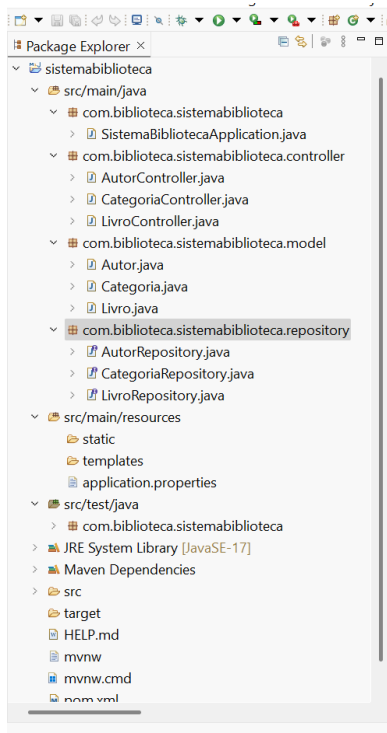 Package Explorer ×
sistemabiblioteca
src/main/java
com.biblioteca.sistemabiblioteca
SistemaBibliotecaApplication.java
com.biblioteca.sistemabiblioteca.controller
AutorController.java
CategoriaController.java
LivroController.java
com.biblioteca.sistemabiblioteca.model
Autor.java
Categoria.java
Livro.java
com.biblioteca.sistemabiblioteca.repository
AutorRepository.java
CategoriaRepository.java
LivroRepository.java
src/main/resources
static
templates
application.properties
src/test/java
com.biblioteca.sistemabiblioteca
JRE System Library [JavaSE-17]
Maven Dependencies
src
target
HELP.md
mvnw
mvnw.cmd
pom.xml